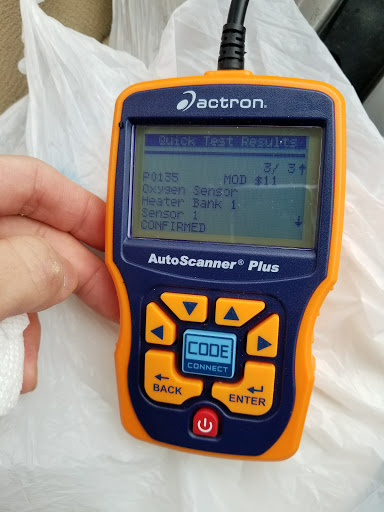 actron®
Quick Test Results
3/ 3↑
P0135 MOD $11
Oxygen Sensor
Heater Bank 1
Sensor 1
CONFIRMED ↓
AutoScanner® Plus
CODE
CONNECT
BACK
ENTER